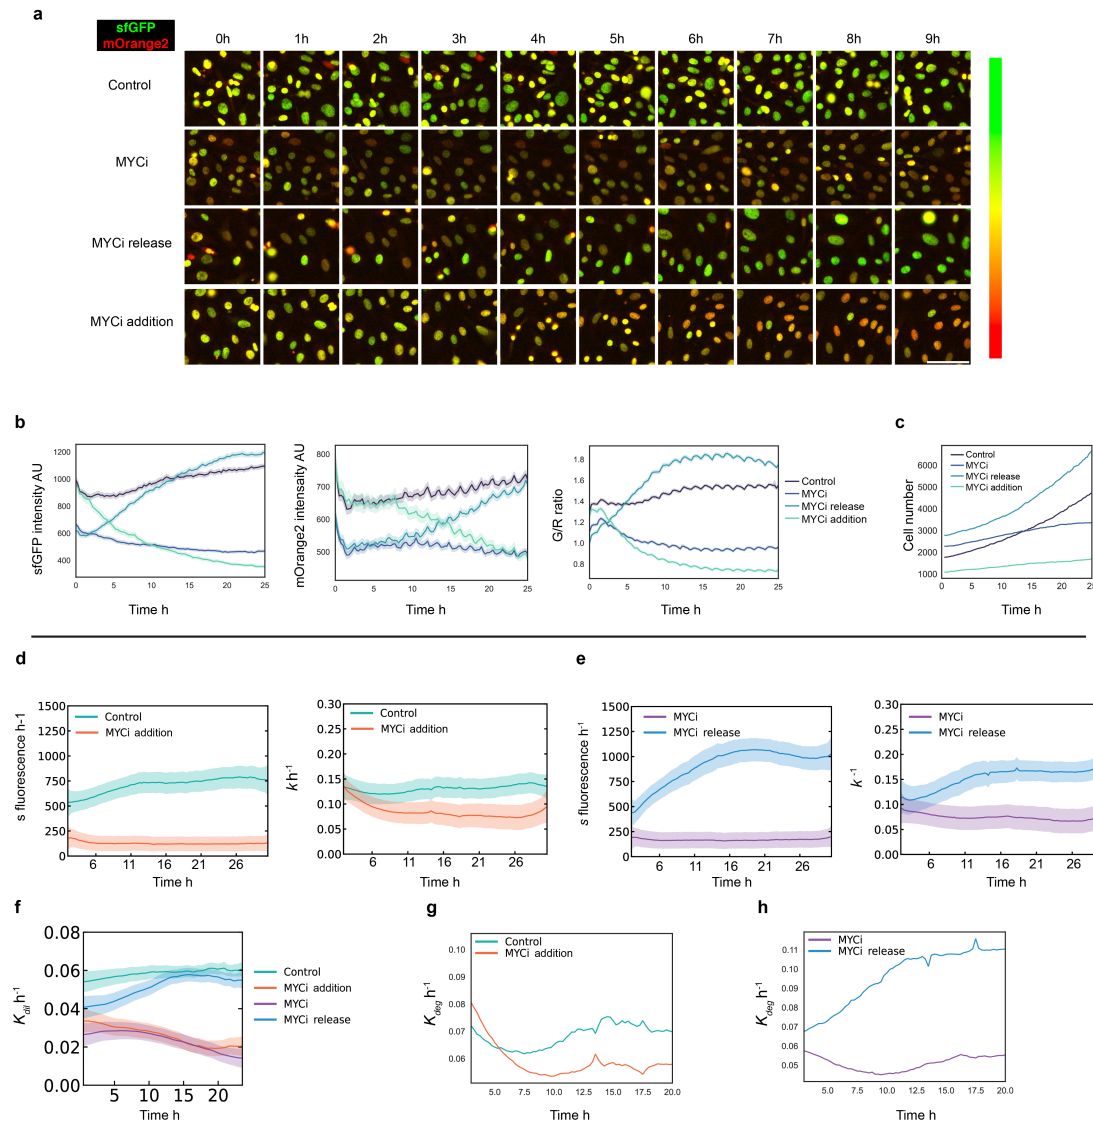 a
sfGFP
mOrange2
0h 1h 2h 3h 4h 5h 6h 7h 8h 9h
Control
MYCi
MYCi release
MYCi addition
b
sfGFP intensity AU
1200
1000
800
600
400
0 5 10 15 20 25
Time h
mOrange2 intensaity AU
800
700
600
500
0 5 10 15 20 25
Time h
G/R ratio
1.8
1.6
1.4
1.2
1.0
0.8
0 5 10 15 20 25
Time h
Control
MYCi
MYCi release
MYCi addition
c
Cell number
6000
5000
4000
3000
2000
1000
0 5 10 15 20 25
Time h
Control
MYCi
MYCi release
MYCi addition
d
s fluorescence h-1
1500
1250
1000
750
500
250
0
6 11 16 21 26
Time h
Control
MYCi addition
k h-1
0.30
0.25
0.20
0.15
0.10
0.05
0.00
6 11 16 21 26
Time h
Control
MYCi addition
e
s fluorescence h-1
1500
1250
1000
750
500
250
0
6 11 16 21 26
Time h
MYCi
MYCi release
k -1
0.30
0.25
0.20
0.15
0.10
0.05
0.00
6 11 16 21 26
Time h
MYCi
MYCi release
f
Kdil h-1
0.08
0.06
0.04
0.02
0.00
5 10 15 20
Time h
Control
MYCi addition
MYCi
MYCi release
g
Kdeg h-1
0.10
0.09
0.08
0.07
0.06
5.0 7.5 10.0 12.5 15.0 17.5 20.0
Time h
Control
MYCi addition
h
Kdeg h-1
0.11
0.10
0.09
0.08
0.07
0.06
0.05
5.0 7.5 10.0 12.5 15.0 17.5 20.0
Time h
MYCi
MYCi release